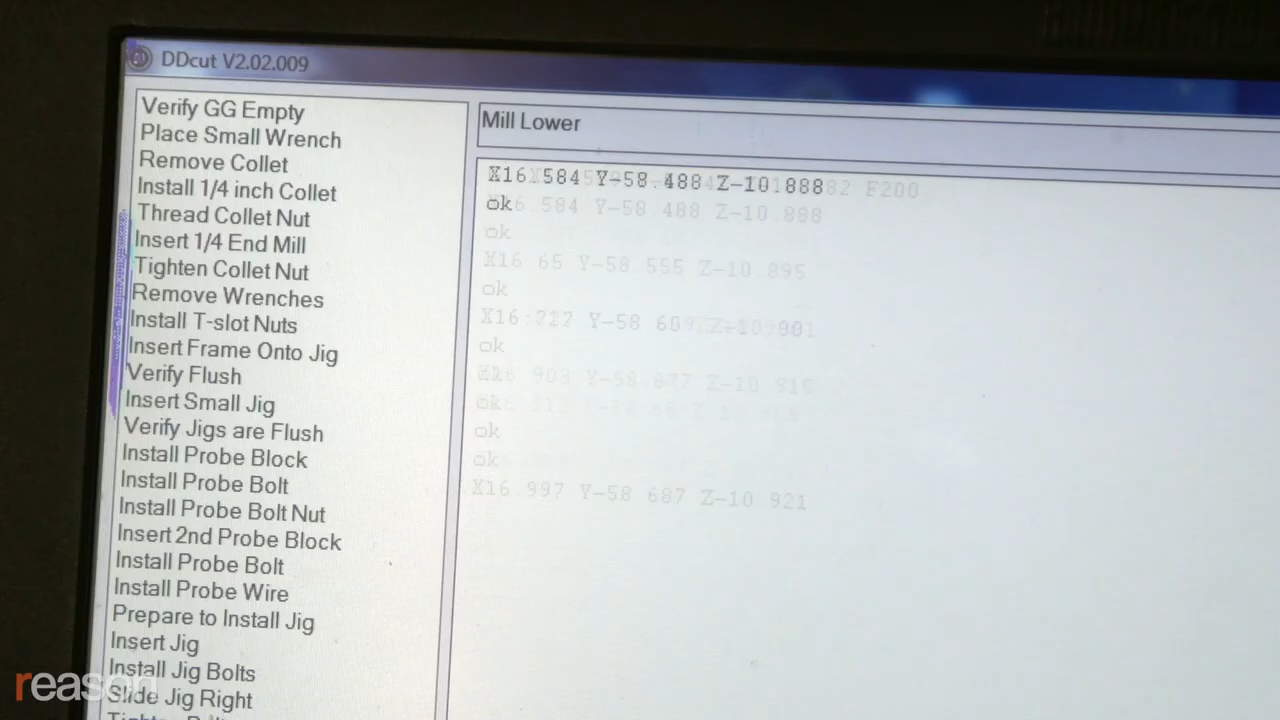 DDcut V2.02.009
Verify GG Empty
Place Small Wrench
Remove Collet
Install 1/4 inch Collet
Thread Collet Nut
Insert 1/4 End Mill
Tighten Collet Nut
Remove Wrenches
Install T-slot Nuts
Insert Frame Onto Jig
Verify Flush
Insert Small Jig
Verify Jigs are Flush
Install Probe Block
Install Probe Bolt
Install Probe Bolt Nut
Insert 2nd Probe Block
Install Probe Bolt
Install Probe Wire
Prepare to Install Jig
Insert Jig
Install Jig Bolts
Slide Jig Right
Mill Lower
F200
ok
584 Y-58.488 Z-10.888
ok
X16 65 Y-58 555 Z-10 895
ok
ok
ok
ok
ok
X16.997 Y-58 687 Z-10 921
reason